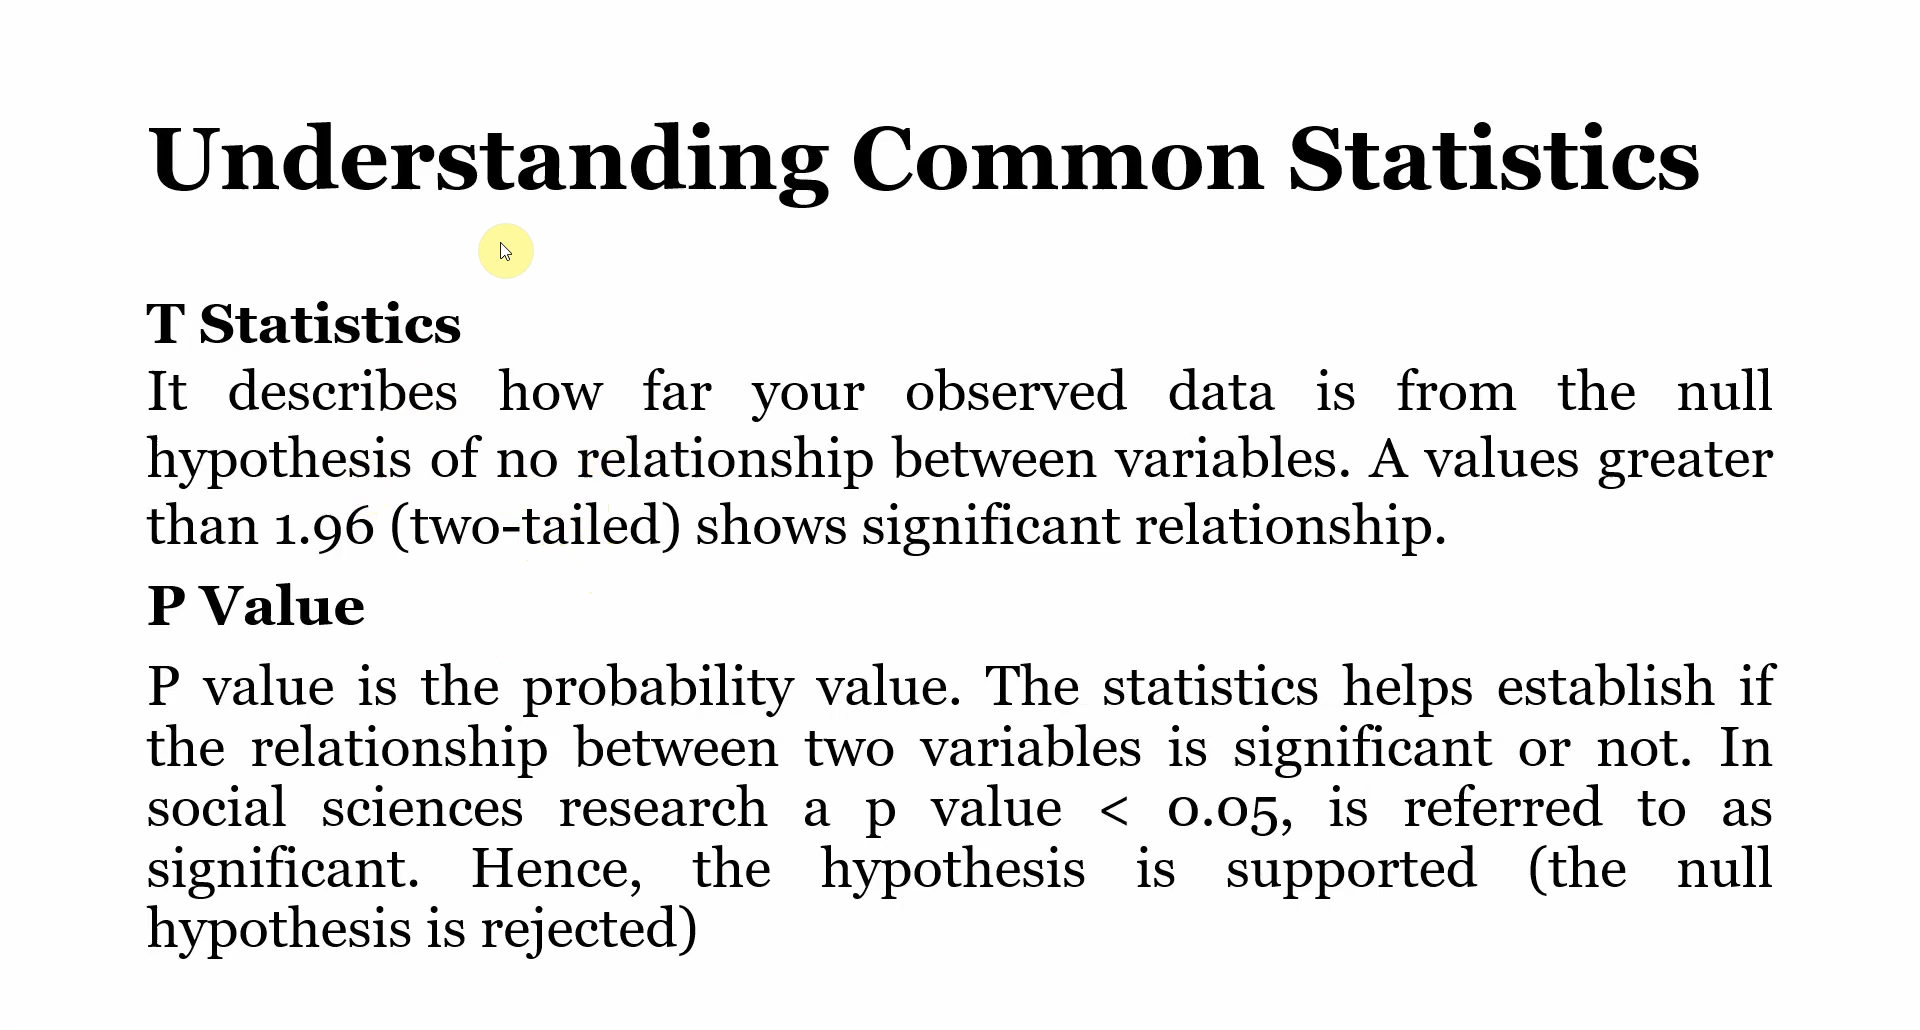 Understanding Common Statistics
T Statistics
It describes how far your observed data is from the null
hypothesis of no relationship between variables. A values greater
than 1.96 (two-tailed) shows significant relationship.
P Value
P value is the probability value. The statistics helps establish if
the relationship between two variables is significant or not. In
social sciences research a p value < 0.05, is referred to as
significant. Hence, the hypothesis is supported (the null
hypothesis is rejected)